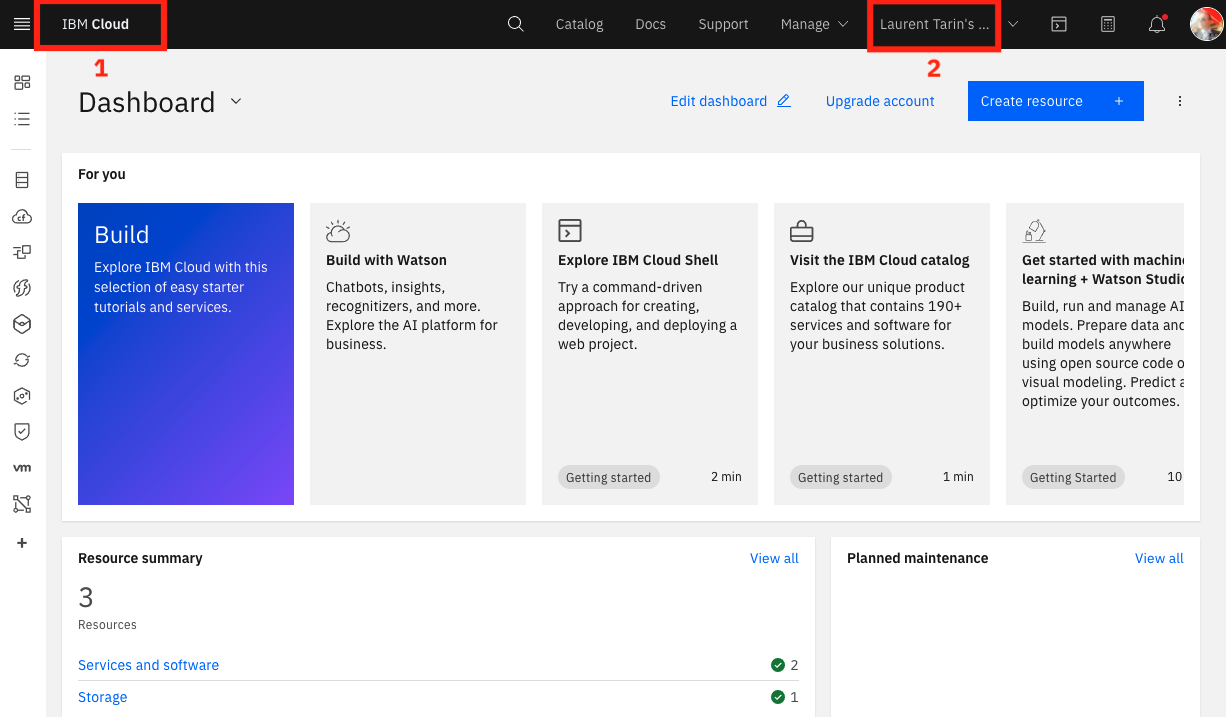 IBM Cloud
Catalog
Docs
Support
Manage
Laurent Tarin's ...
1
2
Dashboard
Edit dashboard
Upgrade account
Create resource +
cf
vm
+
For you
Build
Explore IBM Cloud with this
selection of easy starter
tutorials and services.
Build with Watson
Chatbots, insights,
recognitizers, and more.
Explore the AI platform for
business.
Explore IBM Cloud Shell
Try a command-driven
approach for creating,
developing, and deploying a
web project.
Getting started
2 min
Visit the IBM Cloud catalog
Explore our unique product
catalog that contains 190+
services and software for
your business solutions.
Getting started
1 min
Get started with machine
learning + Watson Studio
Build, run and manage AI
models. Prepare data and
build models anywhere
using open source code o
visual modeling. Predict a
optimize your outcomes.
Getting Started
10
Resource summary
View all
3
Resources
Services and software
2
Storage
1
Planned maintenance
View all